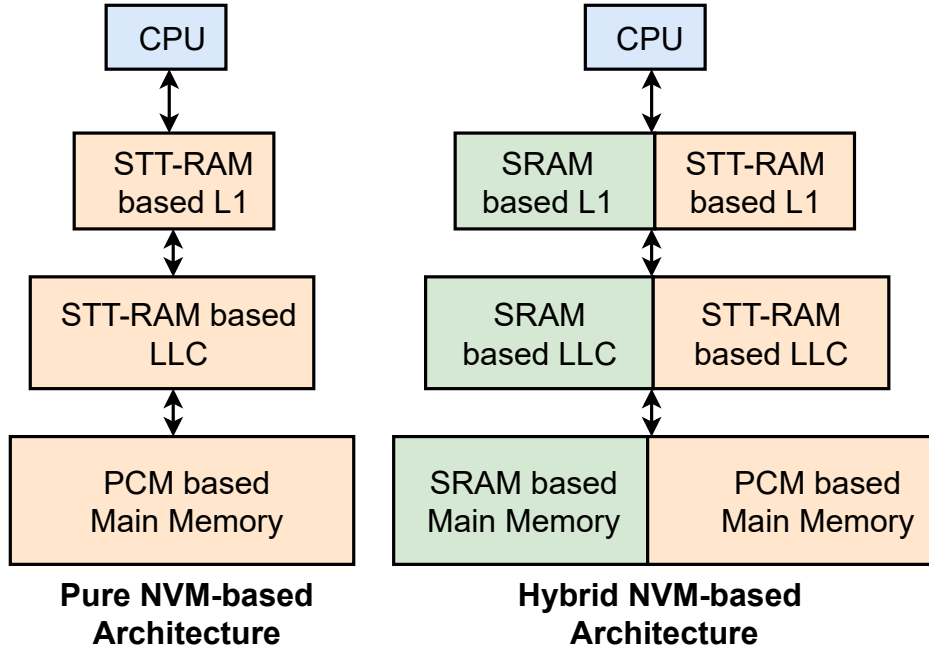 CPU
STT-RAM
based L1
STT-RAM based
LLC
PCM based
Main Memory
Pure NVM-based
Architecture
CPU
SRAM
based L1
STT-RAM
based L1
SRAM
based LLC
STT-RAM
based LLC
SRAM based
Main Memory
PCM based
Main Memory
Hybrid NVM-based
Architecture